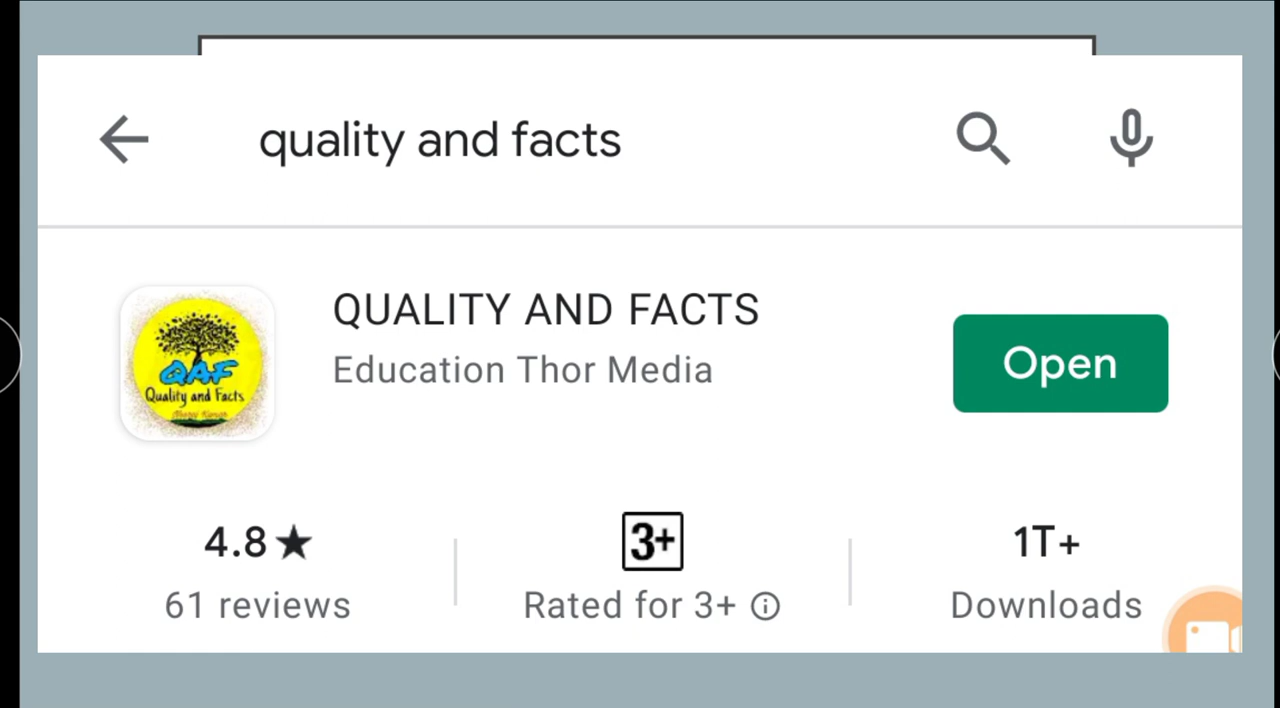 quality and facts
QUALITY AND FACTS
Education Thor Media
Open
QAF
Quality and Facts
4.8★
61 reviews
3+
Rated for 3+
1T+
Downloads